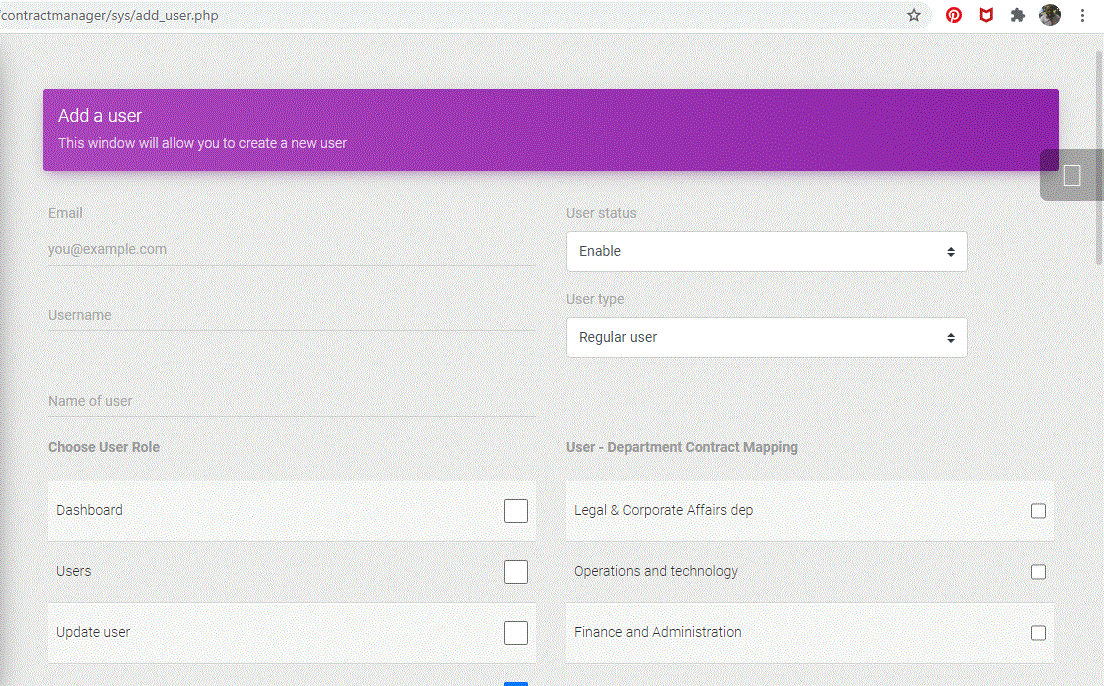 /contractmanager/sys/add_user.php
Add a user
This window will allow you to create a new user
Email
you@example.com
Username
Name of user
User status
Enable
User type
Regular user
Choose User Role
Dashboard
Users
Update user
User - Department Contract Mapping
Legal & Corporate Affairs dep
Operations and technology
Finance and Administration